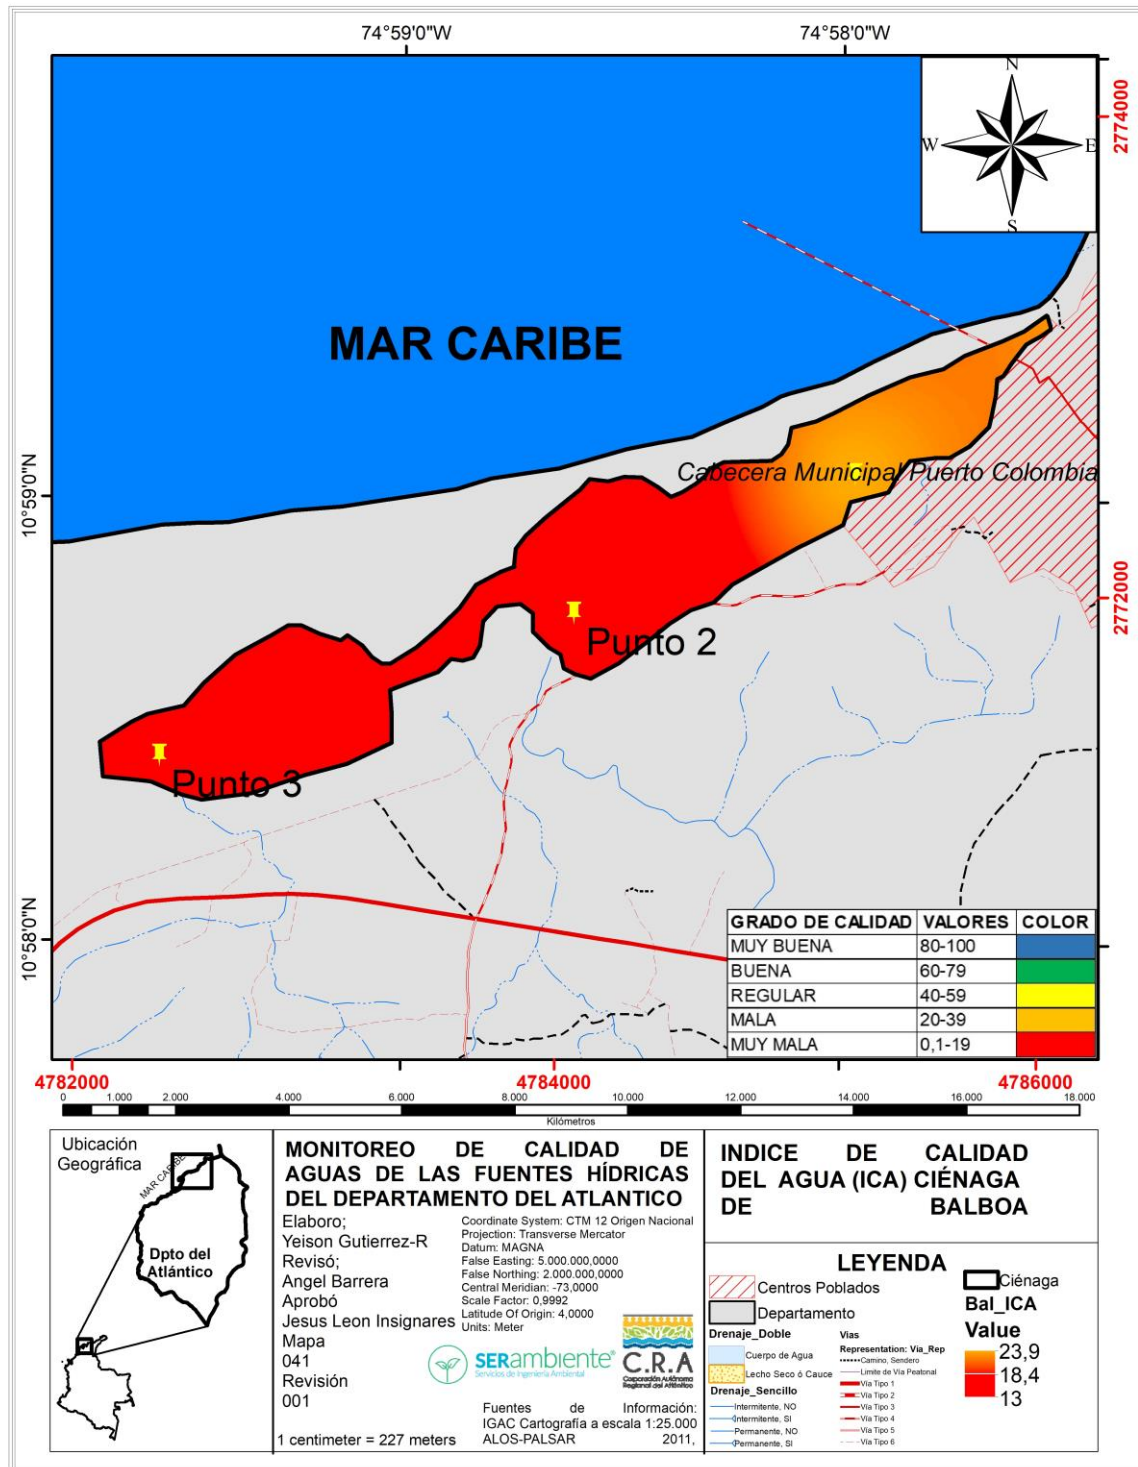 74°59'0"W
74°58'0"W
N
W
E
S
2774000
MAR CARIBE
10°59'0"N
Cabecera Municipal Puerto Colombia
2772000
Punto 2
Punto 3
10°58'0"N
GRADO DE CALIDAD VALORES COLOR
MUY BUENA 80-100
BUENA 60-79
REGULAR 40-59
MALA 20-39
MUY MALA 0,1-19
4782000
4784000
4786000
0 1.000 2.000 4.000 6.000 8.000 10.000 12.000 14.000 16.000 18.000
Kilómetros
Ubicación
Geográfica
MAR CARIBE
Dpto del
Atlántico
1 centimeter = 227 meters
MONITOREO DE CALIDAD DE
AGUAS DE LAS FUENTES HÍDRICAS
DEL DEPARTAMENTO DEL ATLANTICO
Elaboro;
Yeison Gutierrez-R
Revisó;
Angel Barrera
Aprobó
Jesus Leon Insignares
Mapa
041
Revisión
001
Coordinate System: CTM 12 Origen Nacional
Projection: Transverse Mercator
Datum: MAGNA
False Easting: 5.000.000,0000
False Northing: 2.000.000,0000
Central Meridian: -73,0000
Scale Factor: 0,9992
Latitude Of Origin: 4,0000
Units: Meter
SERambiente®
Servicios de Ingeniería Ambiental
C.R.A
Corporación Autónoma
Regional del Atlántico
Fuentes de Información:
IGAC Cartografía a escala 1:25.000
ALOS-PALSAR 2011,
INDICE DE CALIDAD
DEL AGUA (ICA) CIÉNAGA
DE BALBOA
LEYENDA
Centros Poblados
Departamento
Drenaje_Doble
Cuerpo de Agua
Lecho Seco ó Cauce
Drenaje_Sencillo
Intermitente, NO
Intermitente, SI
Permanente, NO
Permanente, SI
Vias
Representation: Via_Rep
Camino, Sendero
Limite de Vía Peatonal
Vía Tipo 1
Vía Tipo 2
Vía Tipo 3
Vía Tipo 4
Vía Tipo 5
Vía Tipo 6
Ciénaga
Bal_ICA
Value
23,9
18,4
13